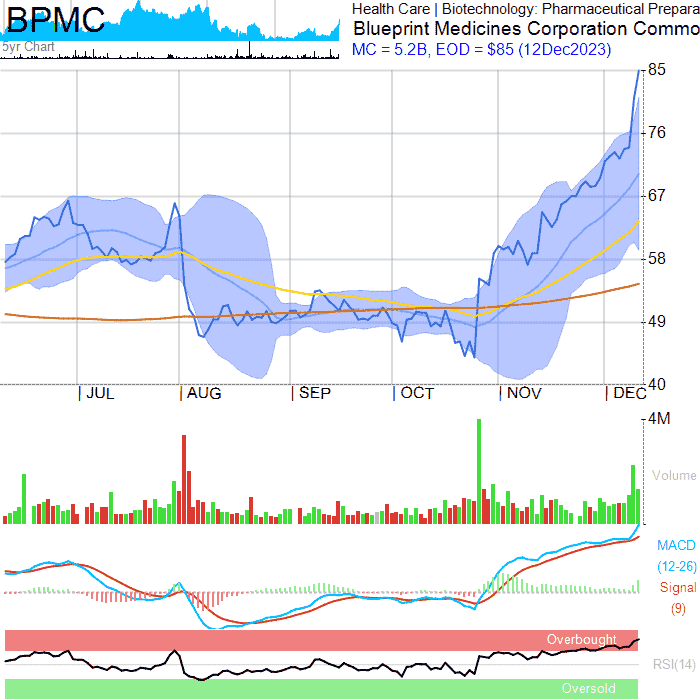 BPMC
5yr Chart
Health Care | Biotechnology: Pharmaceutical Prepara
Blueprint Medicines Corporation Commo
MC = 5.2B, EOD = $85 (12Dec2023)
85
76
67
58
49
40
JUL
AUG
SEP
OCT
NOV
DEC
4M
Volume
MACD
(12-26)
Signal
(9)
Overbought
RSI(14)
Oversold